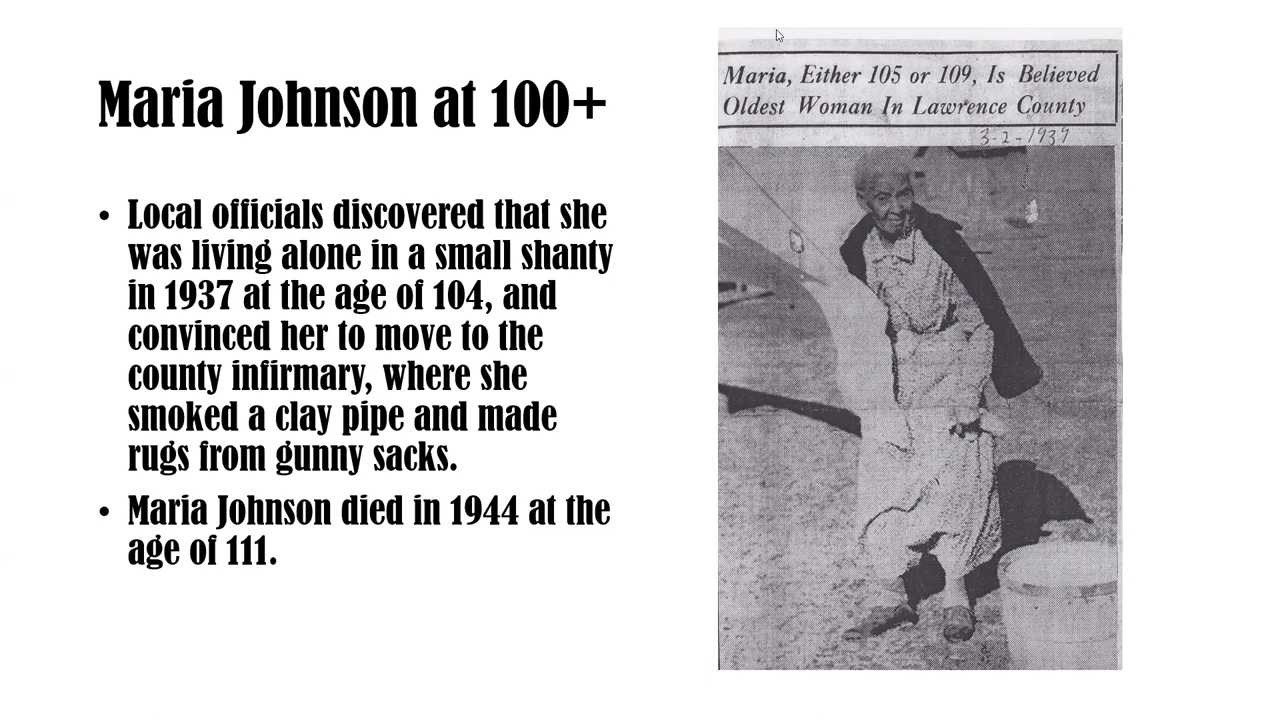 Maria Johnson at 100+
• Local officials discovered that she
was living alone in a small shanty
in 1937 at the age of 104, and
convinced her to move to the
county infirmary, where she
smoked a clay pipe and made
rugs from gunny sacks.
• Maria Johnson died in 1944 at the
age of 111.
Maria, Either 105 or 109, Is Believed
Oldest Woman In Lawrence County
3-2-1939